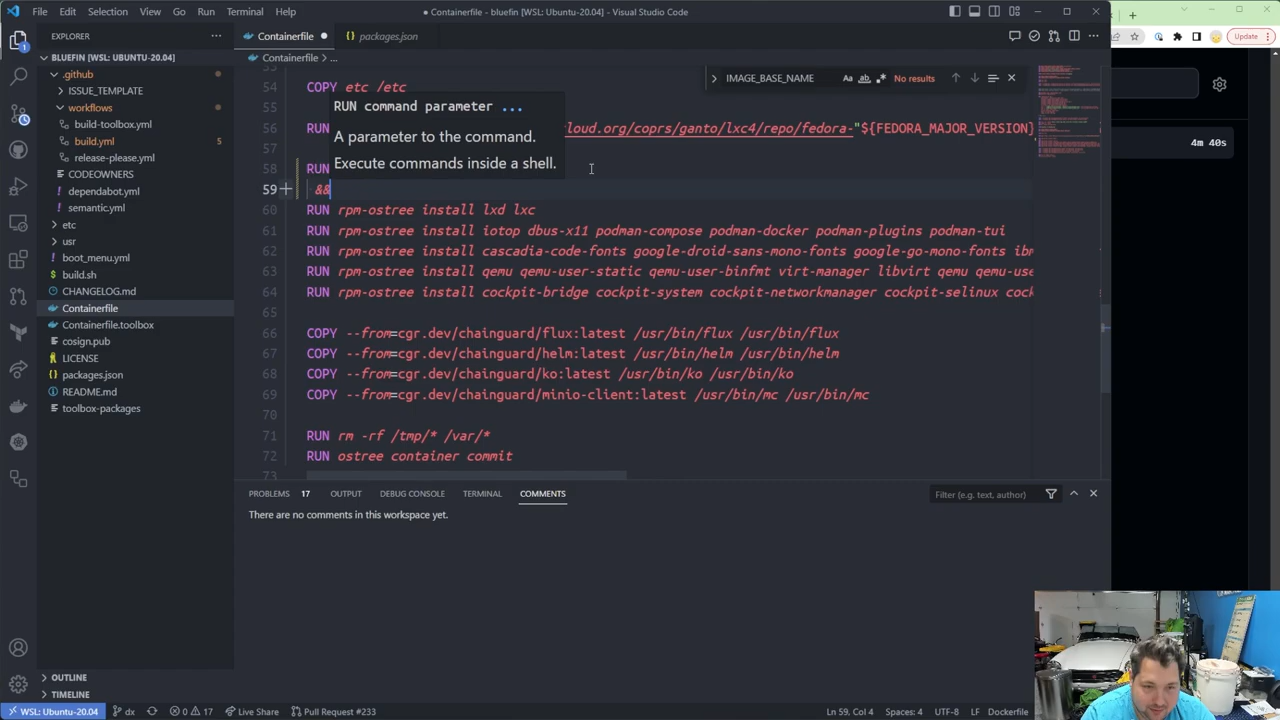 File Edit Selection View Go Run Terminal Help
● Containerfile - bluefin [WSL: Ubuntu-20.04] - Visual Studio Code
Update
EXPLORER
Containerfile
packages.json
BLUEFIN [WSL: UBUNTU-20.04]
Containerfile > ...
.github
ISSUE_TEMPLATE
workflows
build-toolbox.yml
build.yml 5
release-please.yml
CODEOWNERS
dependabot.yml
semantic.yml
etc
usr
boot_menu.yml
build.sh
CHANGELOG.md
Containerfile
Containerfile.toolbox
cosign.pub
LICENSE
packages.json
README.md
toolbox-packages
IMAGE_BASE_NAME
Aa ab No results
55
COPY etc /etc
RUN command parameter ...
A parameter to the command
Execute commands inside a shell.
56 RUN loud.org/coprs/ganto/lxc4/repo/fedora-"${FEDORA_MAJOR_VERSION}
57
58 RUN
59 &&
60 RUN rpm-ostree install lxd lxc
61 RUN rpm-ostree install iotop dbus-x11 podman-compose podman-docker podman-plugins podman-tui
62 RUN rpm-ostree install cascadia-code-fonts google-droid-sans-mono-fonts google-go-mono-fonts ibm
63 RUN rpm-ostree install qemu qemu-user-static qemu-user-binfmt virt-manager libvirt qemu qemu-use
64 RUN rpm-ostree install cockpit-bridge cockpit-system cockpit-networkmanager cockpit-selinux cock
65
66 COPY --from=cgr.dev/chainguard/flux:latest /usr/bin/flux /usr/bin/flux
67 COPY --from=cgr.dev/chainguard/helm:latest /usr/bin/helm /usr/bin/helm
68 COPY --from=cgr.dev/chainguard/ko:latest /usr/bin/ko /usr/bin/ko
69 COPY --from=cgr.dev/chainguard/minio-client:latest /usr/bin/mc /usr/bin/mc
70
71 RUN rm -rf /tmp/* /var/*
72 RUN ostree container commit
73
4m 40s
PROBLEMS 17 OUTPUT DEBUG CONSOLE TERMINAL COMMENTS
Filter (e.g. text, author)
There are no comments in this workspace yet.
OUTLINE
TIMELINE
WSL: Ubuntu-20.04 dx 0 17 Live Share Pull Request #233
Ln 59, Col 4 Spaces: 4 UTF-8 LF Dockerfile